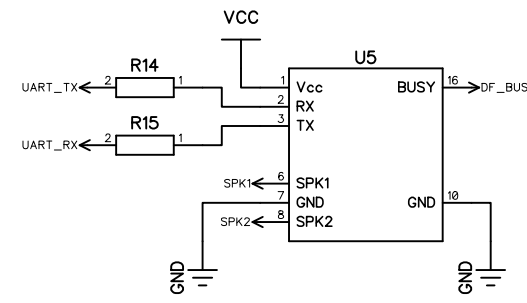 VCC
U5
R14
UART_TX 2 1
1 Vcc
BUSY 16 DF_BUS
2 RX
R15
3 TX
UART_RX 2 1
SPK1 6 SPK1
7 GND
GND 10
SPK2 8 SPK2
GND
GND